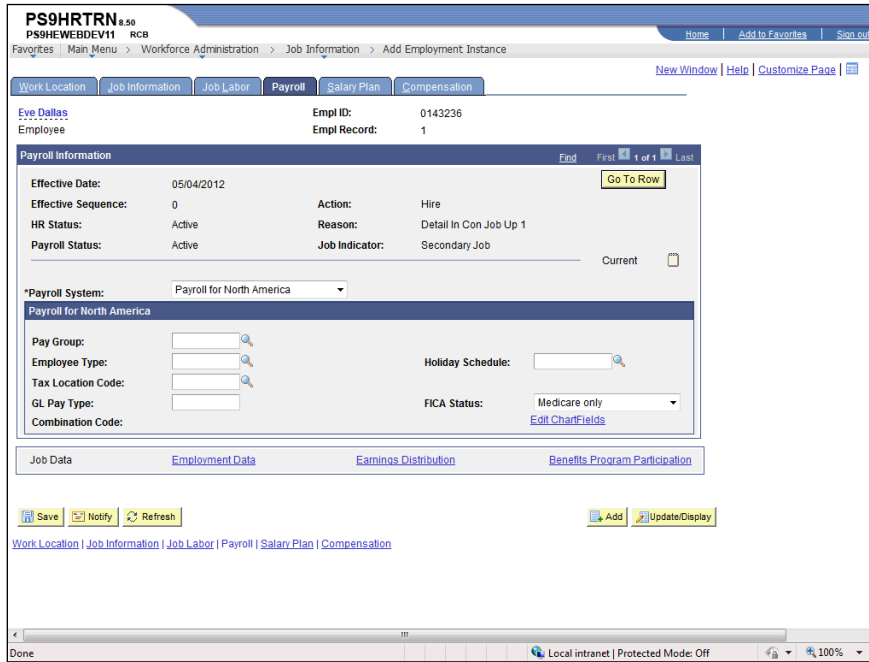 PS9HRTRN 8.50
PS9HEWEBDEV11 RCB
Home | Add to Favorites | Sign out
Favorites | Main Menu > Workforce Administration > Job Information > Add Employment Instance
New Window | Help | Customize Page |
Work Location | Job Information | Job Labor | Payroll | Salary Plan | Compensation
Eve Dallas Empl ID: 0143236
Employee Empl Record: 1
Payroll Information Find First 1 of 1 Last
Go To Row
Effective Date: 05/04/2012
Effective Sequence: 0 Action: Hire
HR Status: Active Reason: Detail In Con Job Up 1
Payroll Status: Active Job Indicator: Secondary Job
Current
*Payroll System: Payroll for North America
Payroll for North America
Pay Group:
Employee Type: Holiday Schedule:
Tax Location Code:
GL Pay Type: FICA Status: Medicare only
Combination Code: Edit ChartFields
Job Data Employment Data Earnings Distribution Benefits Program Participation
Save Notify Refresh Add Update/Display
Work Location | Job Information | Job Labor | Payroll | Salary Plan | Compensation
Done Local intranet | Protected Mode: Off 100%